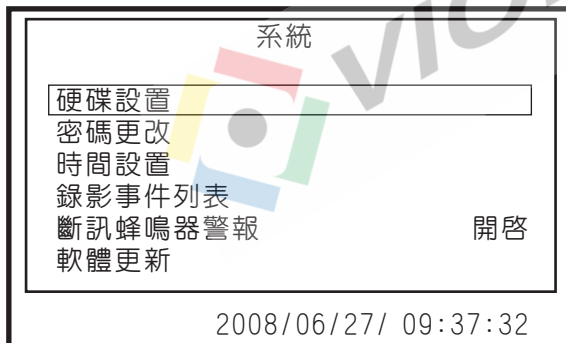 系統
硬碟設置
密碼更改
時間設置
錄影事件列表
斷訊蜂鳴器警報 開啓
軟體更新
2008/06/27/ 09:37:32